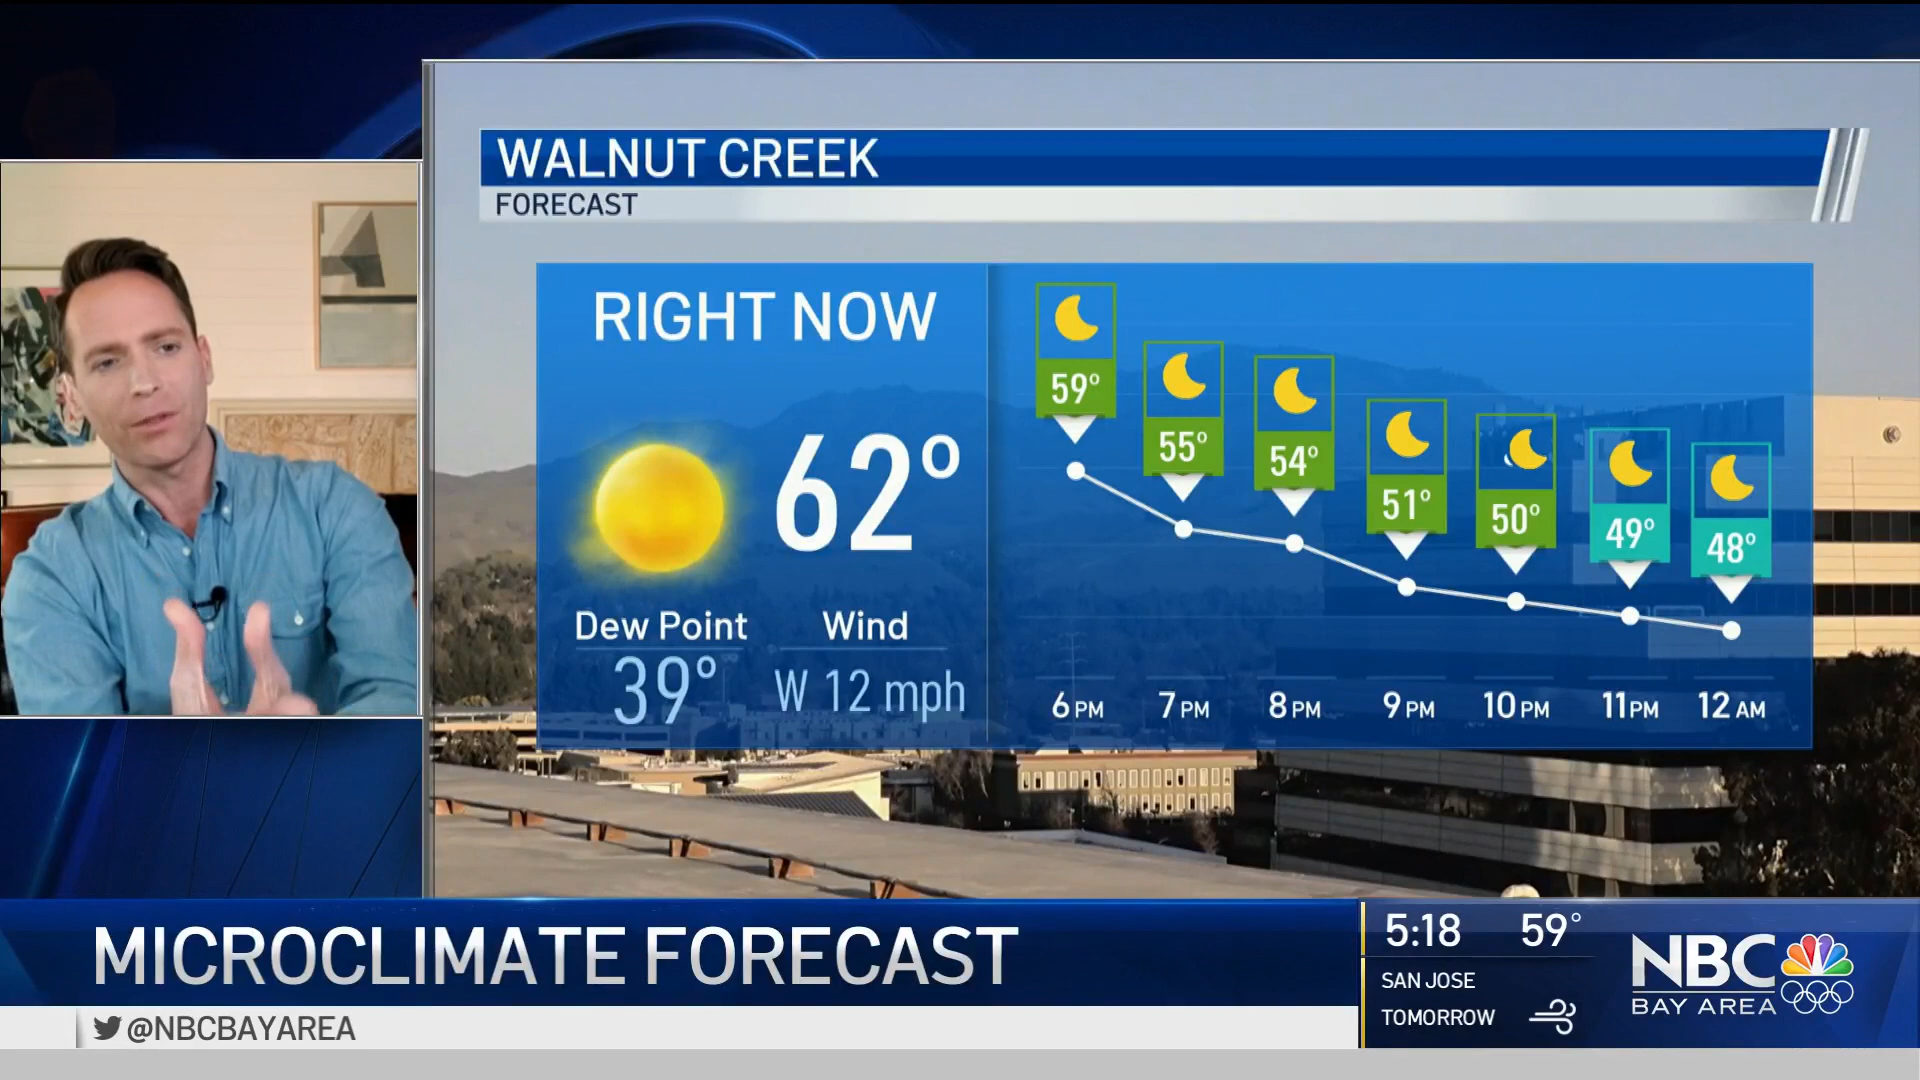 WALNUT CREEK
FORECAST
RIGHT NOW
62°
Dew Point
39°
Wind
W 12 mph
59° 55° 54° 51° 50° 49° 48°
6 PM 7 PM 8 PM 9 PM 10 PM 11 PM 12 AM
MICROCLIMATE FORECAST
@NBCBAYAREA
5:18 59°
SAN JOSE
TOMORROW
NBC
BAY AREA